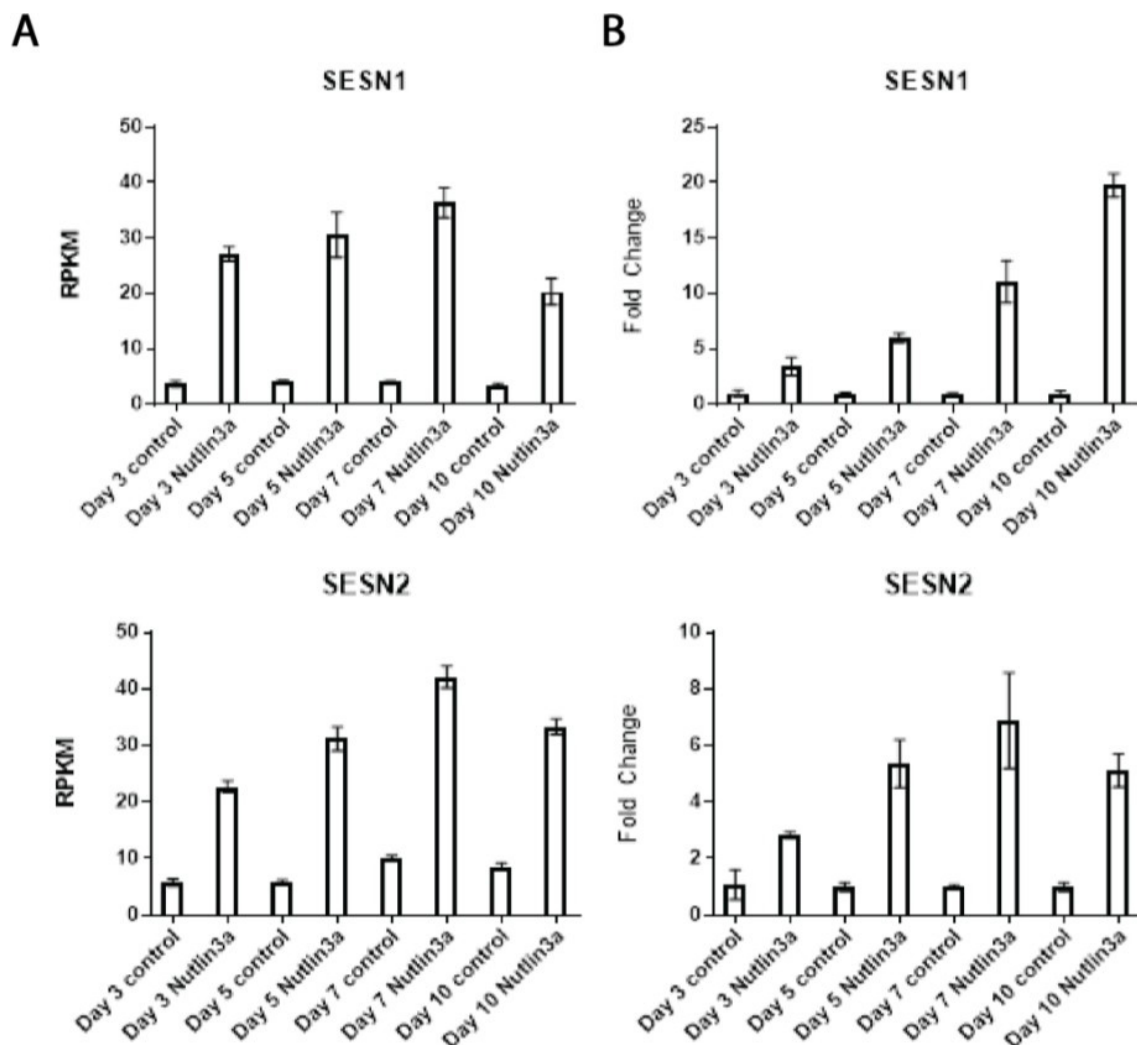 A
B
SESN1
50
40
30
20
10
0
RPKM
Day 3 control
Day 3 Nutlin3a
Day 5 control
Day 5 Nutlin3a
Day 7 control
Day 7 Nutlin3a
Day 10 control
Day 10 Nutlin3a
SESN1
25
20
15
10
5
0
Fold Change
Day 3 control
Day 3 Nutlin3a
Day 5 control
Day 5 Nutlin3a
Day 7 control
Day 7 Nutlin3a
Day 10 control
Day 10 Nutlin3a
SESN2
50
40
30
20
10
0
RPKM
Day 3 control
Day 3 Nutlin3a
Day 5 control
Day 5 Nutlin3a
Day 7 control
Day 7 Nutlin3a
Day 10 control
Day 10 Nutlin3a
SESN2
10
8
6
4
2
0
Fold Change
Day 3 control
Day 3 Nutlin3a
Day 5 control
Day 5 Nutlin3a
Day 7 control
Day 7 Nutlin3a
Day 10 control
Day 10 Nutlin3a